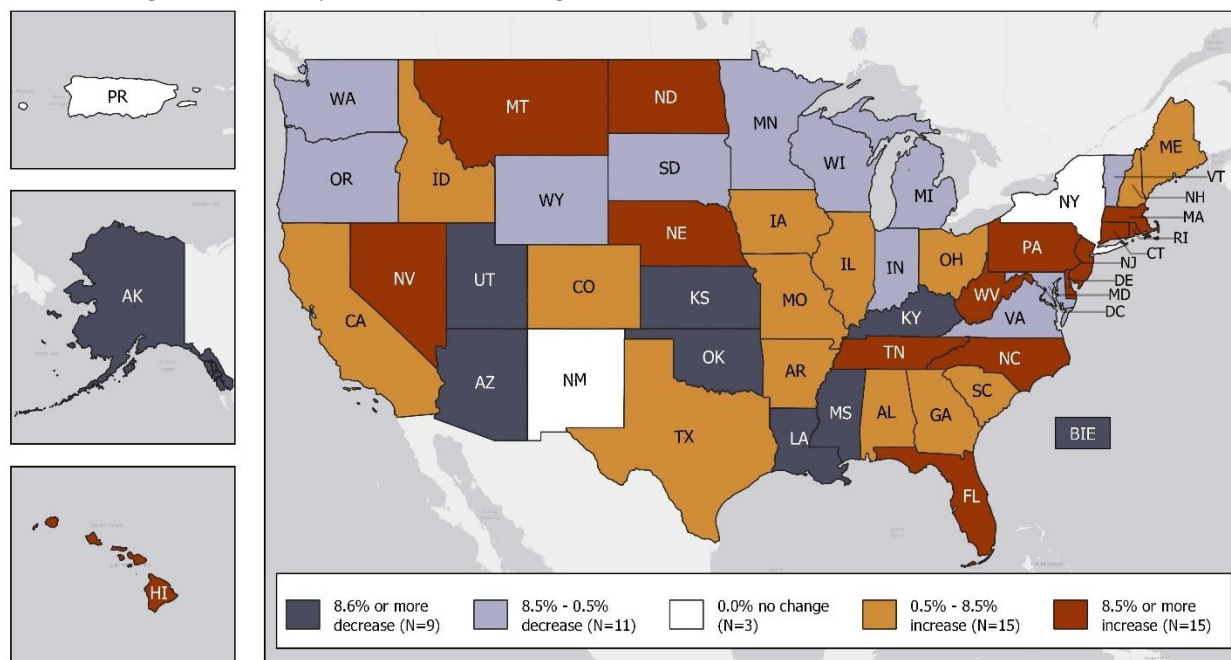 PR
AK
HI
WA
MT
ND
MN
ME
OR
ID
WY
SD
WI
MI
NY
VT
NH
MA
RI
CT
NJ
DE
MD
DC
NV
UT
CO
NE
IA
IL
IN
OH
PA
WV
VA
KY
CA
KS
MO
AZ
NM
OK
AR
TN
NC
SC
TX
LA
MS
AL
GA
FL
BIE
8.6% or more
decrease (N=9)
8.5% - 0.5%
decrease (N=11)
0.0% no change
(N=3)
0.5% - 8.5%
increase (N=15)
8.5% or more
increase (N=15)